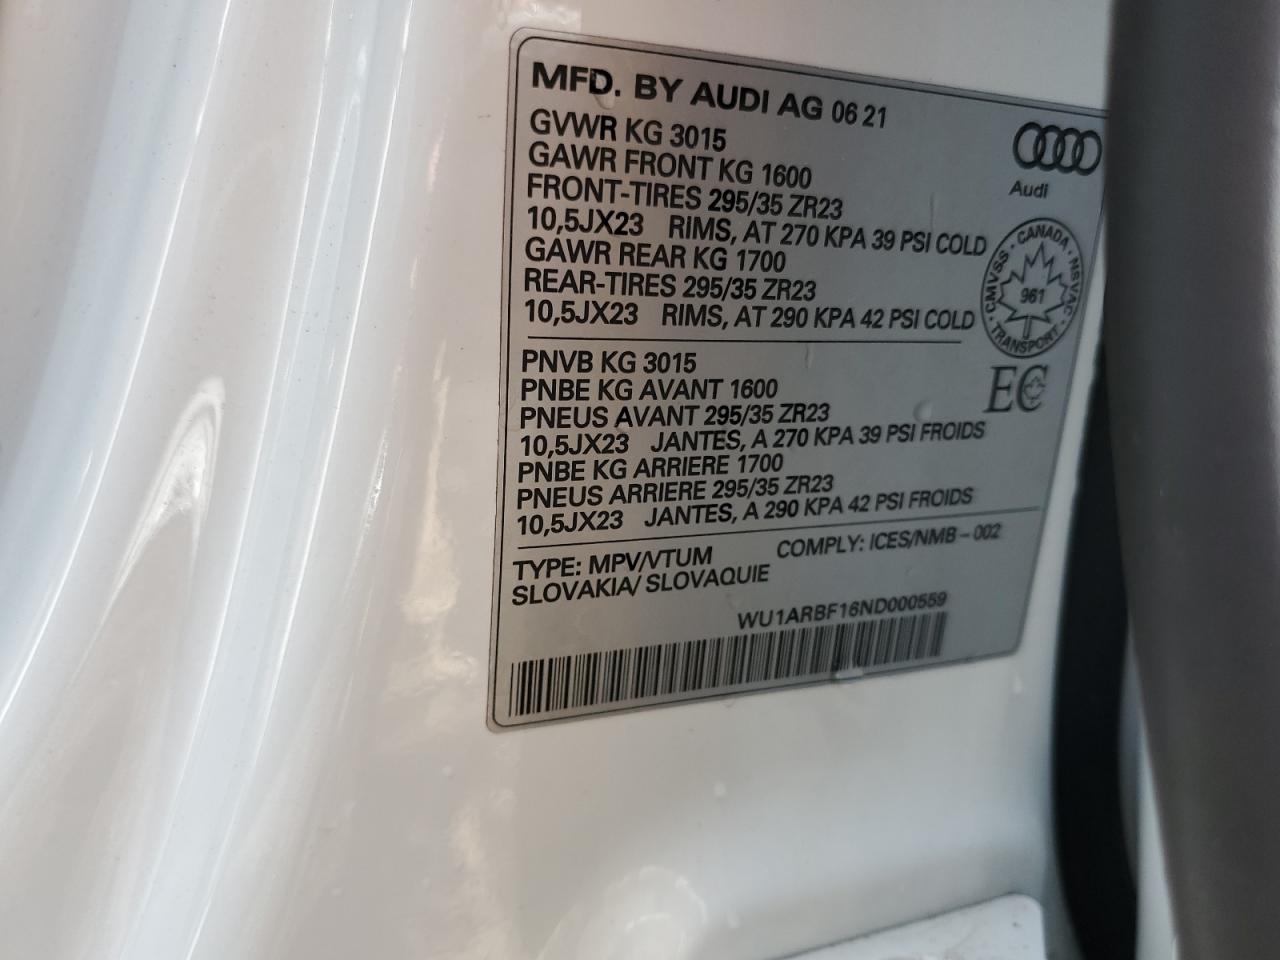 MFD. BY AUDI AG 06 21
GVWR KG 3015
GAWR FRONT KG 1600
FRONT-TIRES 295/35 ZR23
10,5JX23 RIMS, AT 270 KPA 39 PSI COLD
GAWR REAR KG 1700
REAR-TIRES 295/35 ZR23
10,5JX23 RIMS, AT 290 KPA 42 PSI COLD
Audi
CMVSS · CANADA · NSVAC · TRANSPORT ·
961
EC
PNVB KG 3015
PNBE KG AVANT 1600
PNEUS AVANT 295/35 ZR23
10,5JX23 JANTES, A 270 KPA 39 PSI FROIDS
PNBE KG ARRIERE 1700
PNEUS ARRIERE 295/35 ZR23
10,5JX23 JANTES, A 290 KPA 42 PSI FROIDS
TYPE: MPV/VTUM COMPLY: ICES/NMB-002
SLOVAKIA/ SLOVAQUIE
WU1ARBF16ND000559